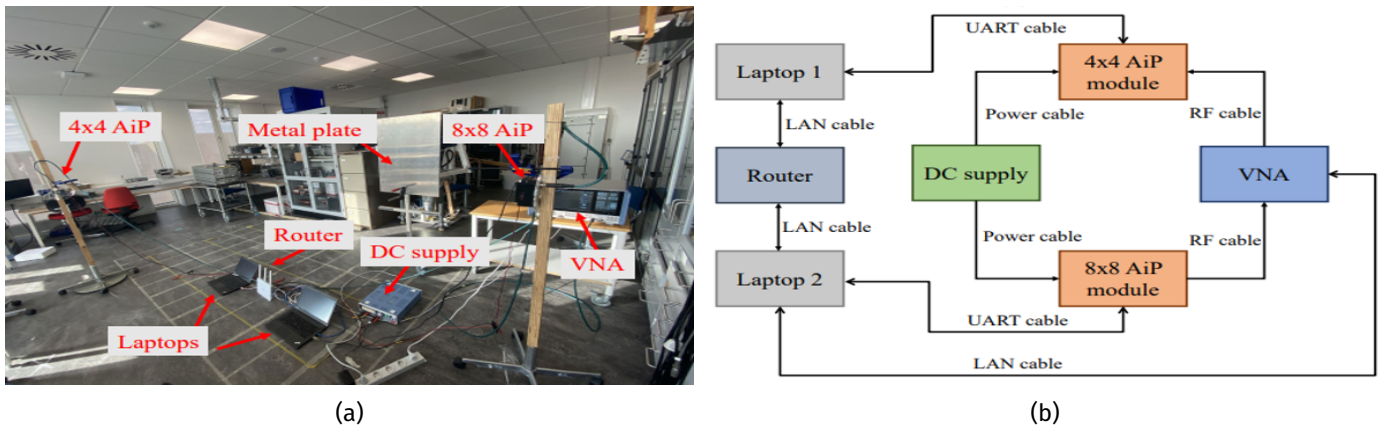 4x4 AiP
Metal plate
8x8 AiP
Router
DC supply
VNA
Laptops
(a)
UART cable
Laptop 1
4x4 AiP
module
LAN cable
Power cable
RF cable
Router
DC supply
VNA
LAN cable
Power cable
RF cable
Laptop 2
8x8 AiP
module
UART cable
LAN cable
(b)